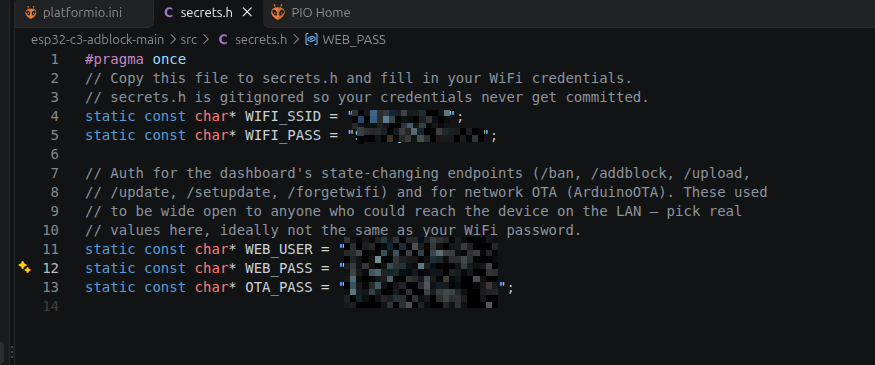 platformio.ini
secrets.h
PIO Home
esp32-c3-adblock-main > src > C secrets.h > WEB_PASS
1 #pragma once
2 // Copy this file to secrets.h and fill in your WiFi credentials.
3 // secrets.h is gitignored so your credentials never get committed.
4 static const char* WIFI_SSID = "";
5 static const char* WIFI_PASS = "";
6
7 // Auth for the dashboard's state-changing endpoints (/ban, /addblock, /upload,
8 // /update, /setupdate, /forgetwifi) and for network OTA (ArduinoOTA). These used
9 // to be wide open to anyone who could reach the device on the LAN — pick real
10 // values here, ideally not the same as your WiFi password.
11 static const char* WEB_USER = "
12 static const char* WEB_PASS = "
13 static const char* OTA_PASS = "";
14